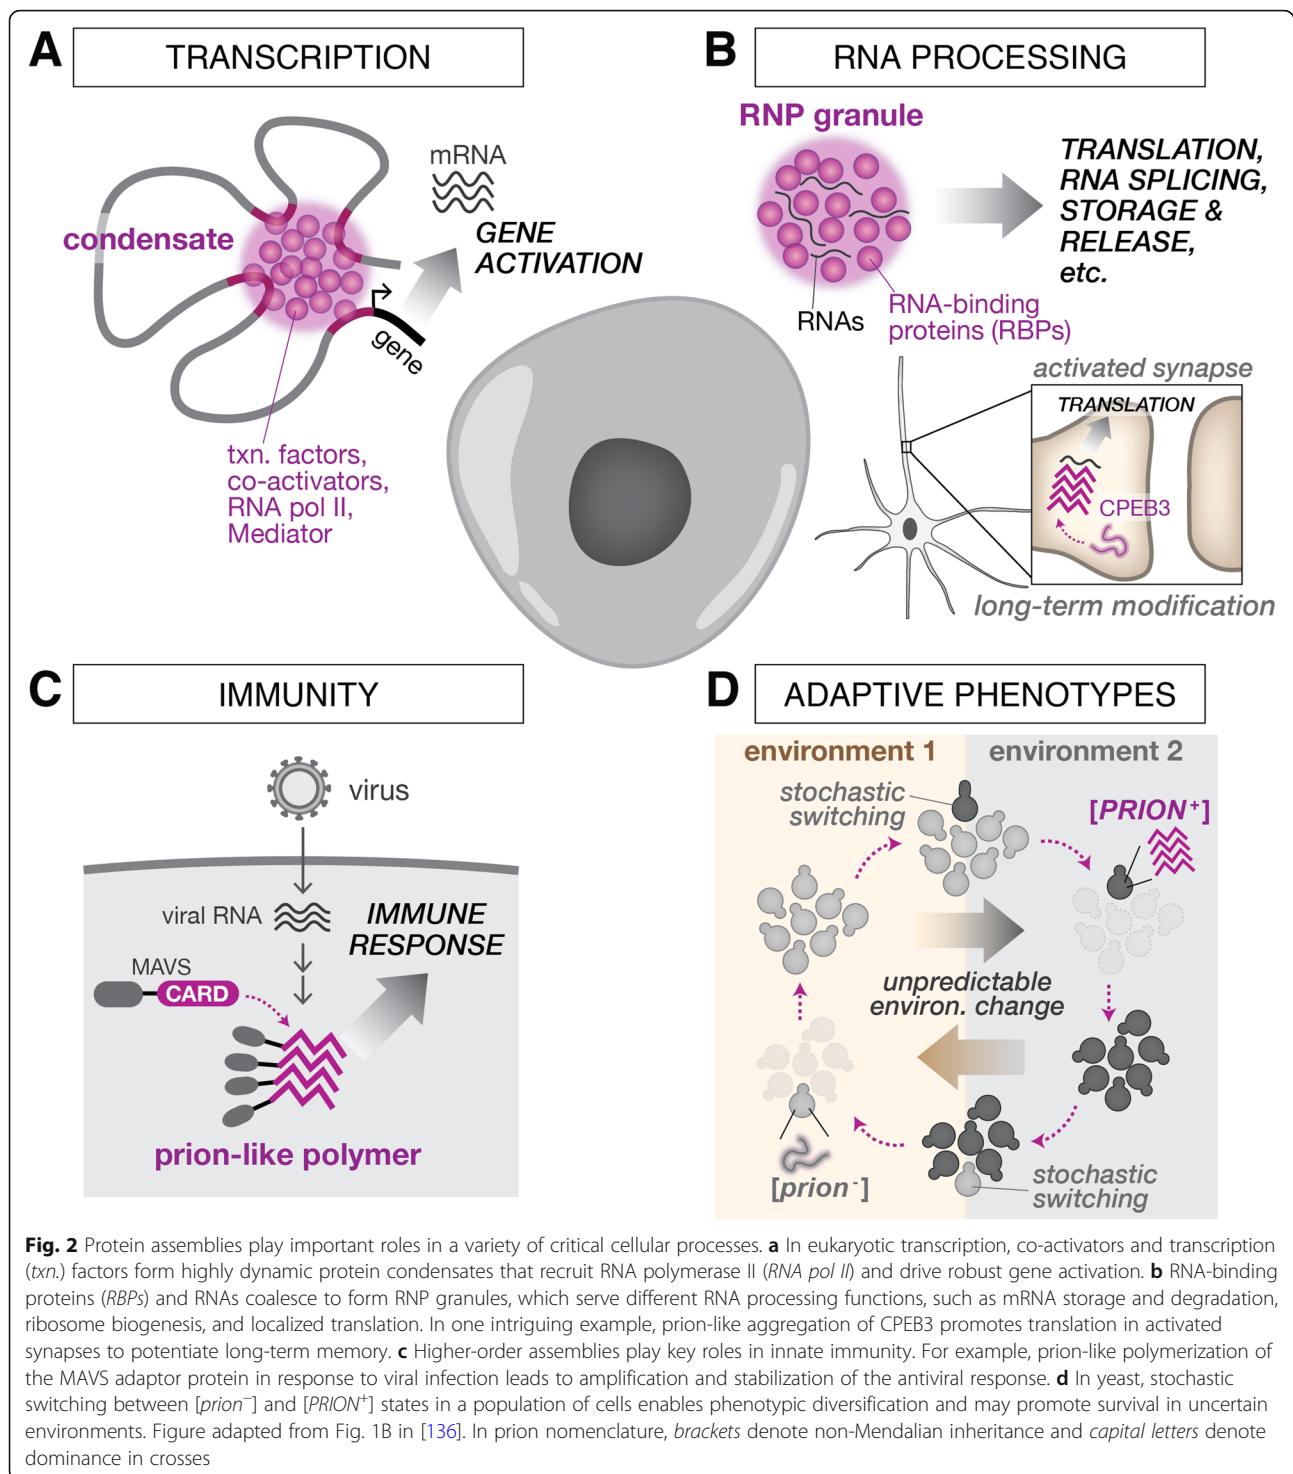 A
TRANSCRIPTION
condensate
mRNA
GENE
ACTIVATION
gene
txn. factors,
co-activators,
RNA pol II,
Mediator
B
RNA PROCESSING
RNP granule
TRANSLATION,
RNA SPLICING,
STORAGE &
RELEASE,
etc.
RNAs
RNA-binding
proteins (RBPs)
activated synapse
TRANSLATION
CPEB3
long-term modification
C
IMMUNITY
virus
viral RNA
IMMUNE
RESPONSE
MAVS
CARD
prion-like polymer
D
ADAPTIVE PHENOTYPES
environment 1
environment 2
stochastic
switching
[PRION⁺]
unpredictable
environ. change
[prion⁻]
stochastic
switching
Fig. 2 Protein assemblies play important roles in a variety of critical cellular processes. a In eukaryotic transcription, co-activators and transcription
(txn.) factors form highly dynamic protein condensates that recruit RNA polymerase II (RNA pol II) and drive robust gene activation. b RNA-binding
proteins (RBPs) and RNAs coalesce to form RNP granules, which serve different RNA processing functions, such as mRNA storage and degradation,
ribosome biogenesis, and localized translation. In one intriguing example, prion-like aggregation of CPEB3 promotes translation in activated
synapses to potentiate long-term memory. c Higher-order assemblies play key roles in innate immunity. For example, prion-like polymerization of
the MAVS adaptor protein in response to viral infection leads to amplification and stabilization of the antiviral response. d In yeast, stochastic
switching between [prion⁻] and [PRION⁺] states in a population of cells enables phenotypic diversification and may promote survival in uncertain
environments. Figure adapted from Fig. 1B in [136]. In prion nomenclature, brackets denote non-Mendalian inheritance and capital letters denote
dominance in crosses